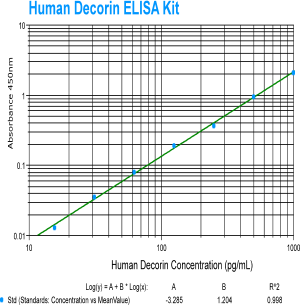 Human Decorin ELISA Kit
Absorbance 450nm
10
1
0.1
0.01
10
100
1000
Human Decorin Concentration (pg/mL)
Log(y) = A + B * Log(x): A B R^2
Std (Standards: Concentration vs MeanValue) -3.285 1.204 0.998